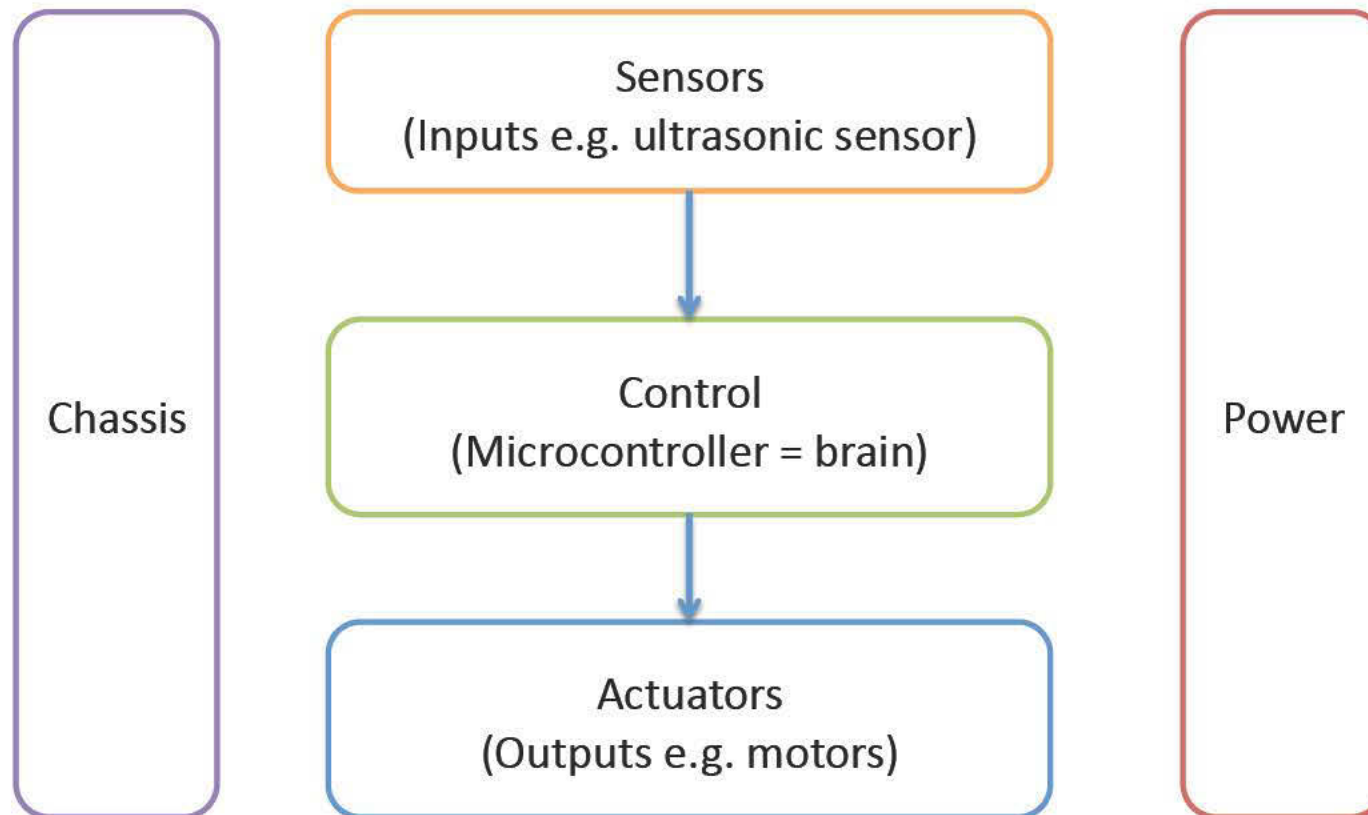 Chassis
Sensors
(Inputs e.g. ultrasonic sensor)
Control
(Microcontroller = brain)
Actuators
(Outputs e.g. motors)
Power